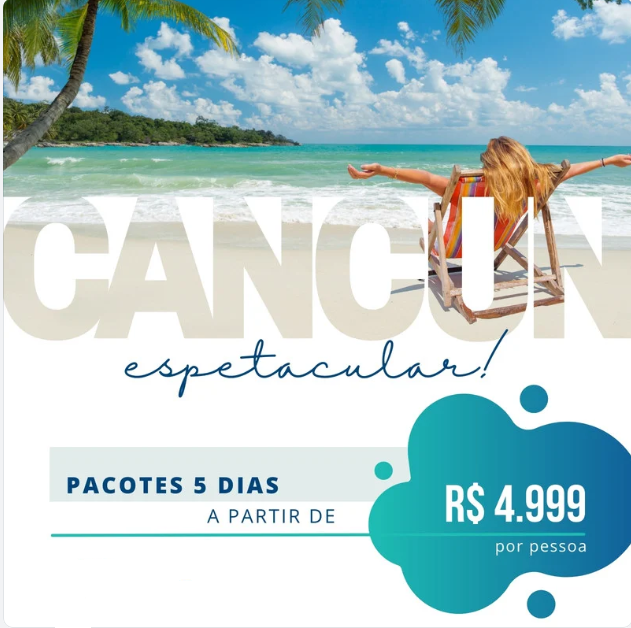 CANCUN
espetacular!
PACOTES 5 DIAS
A PARTIR DE
R$ 4.999
por pessoa